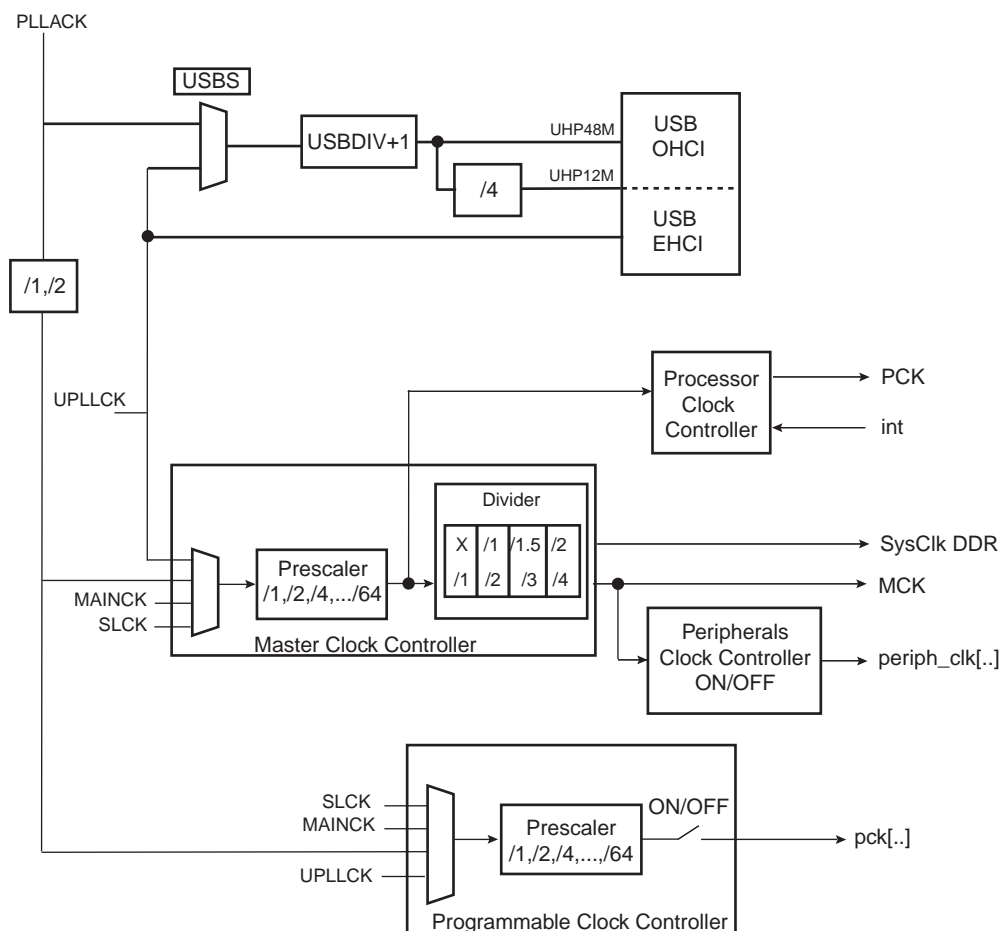 PLLACK
USBS
USBDIV+1
UHP48M
USB
OHCI
/4
UHP12M
USB
EHCI
/1,/2
UPLLCK
Processor
Clock
Controller
PCK
int
Divider
X /1 /1.5 /2
/1 /2 /3 /4
Prescaler
/1,/2,/4,.../64
MAINCK
SLCK
Master Clock Controller
SysClk DDR
MCK
Peripherals
Clock Controller
ON/OFF
periph_clk[..]
SLCK
MAINCK
UPLLCK
Prescaler
/1,/2,/4,...,/64
ON/OFF
pck[..]
Programmable Clock Controller